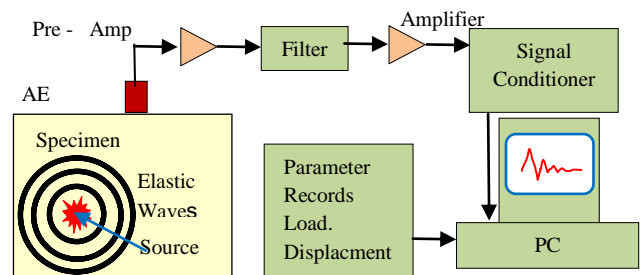 Pre - Amp
Amplifier
Filter
Signal
Conditioner
AE
Specimen
Elastic
Waves
Source
Parameter
Records
Load.
Displacment
PC